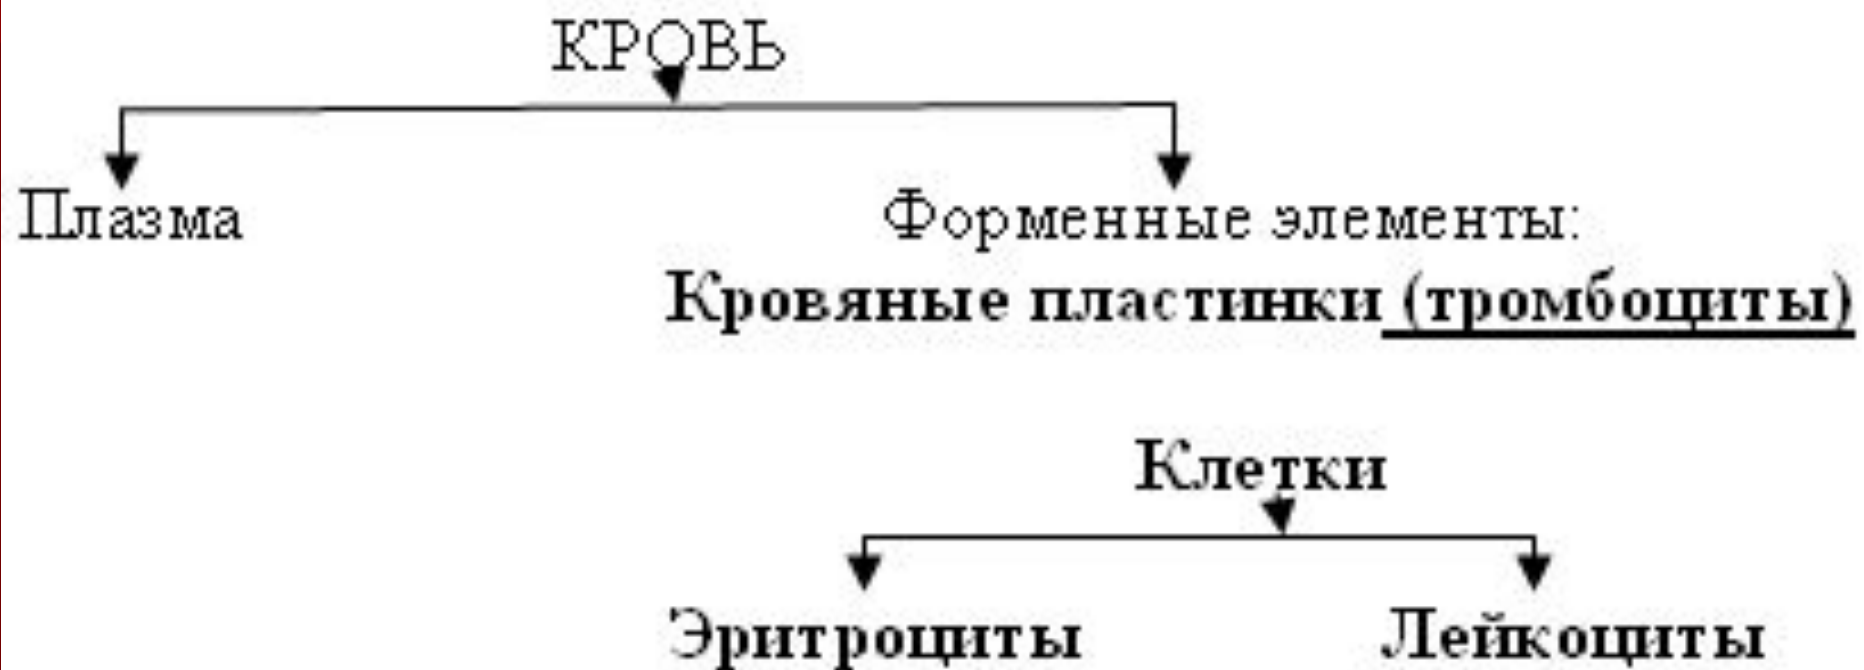 КРОВЬ
Плазма Форменные элементы:
Кровяные пластинки (тромбоциты)
Клетки
Эритроциты Лейкоциты